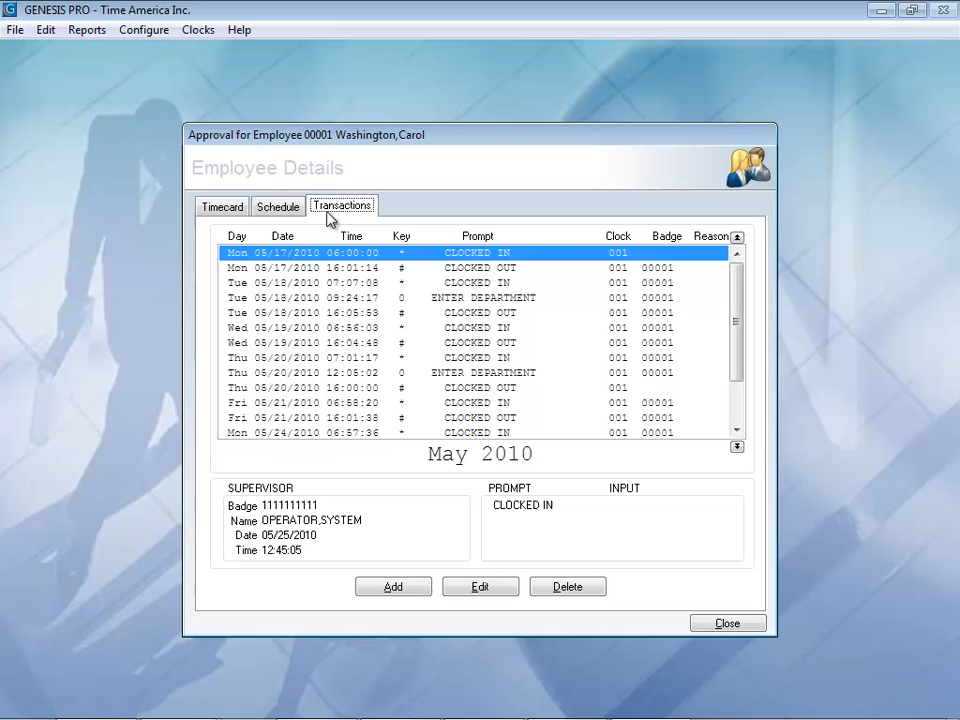 GENESIS PRO - Time America Inc.
File Edit Reports Configure Clocks Help
Approval for Employee 00001 Washington,Carol
Employee Details
Timecard Schedule Transactions
Day Date Time Key Prompt Clock Badge Reason
Mon 05/17/2010 06:00:00 * CLOCKED IN 001
Mon 05/17/2010 16:01:14 # CLOCKED OUT 001 00001
Tue 05/18/2010 07:07:08 * CLOCKED IN 001 00001
Tue 05/18/2010 09:24:17 0 ENTER DEPARTMENT 001 00001
Tue 05/18/2010 16:05:53 # CLOCKED OUT 001 00001
Wed 05/19/2010 06:56:03 * CLOCKED IN 001 00001
Wed 05/19/2010 16:04:48 # CLOCKED OUT 001 00001
Thu 05/20/2010 07:01:17 * CLOCKED IN 001 00001
Thu 05/20/2010 12:05:02 0 ENTER DEPARTMENT 001 00001
Thu 05/20/2010 16:00:00 # CLOCKED OUT 001
Fri 05/21/2010 06:58:20 * CLOCKED IN 001 00001
Fri 05/21/2010 16:01:38 # CLOCKED OUT 001 00001
Mon 05/24/2010 06:57:36 * CLOCKED IN 001 00001
May 2010
SUPERVISOR PROMPT INPUT
Badge 1111111111 CLOCKED IN
Name OPERATOR,SYSTEM
Date 05/25/2010
Time 12:45:05
Add Edit Delete
Close